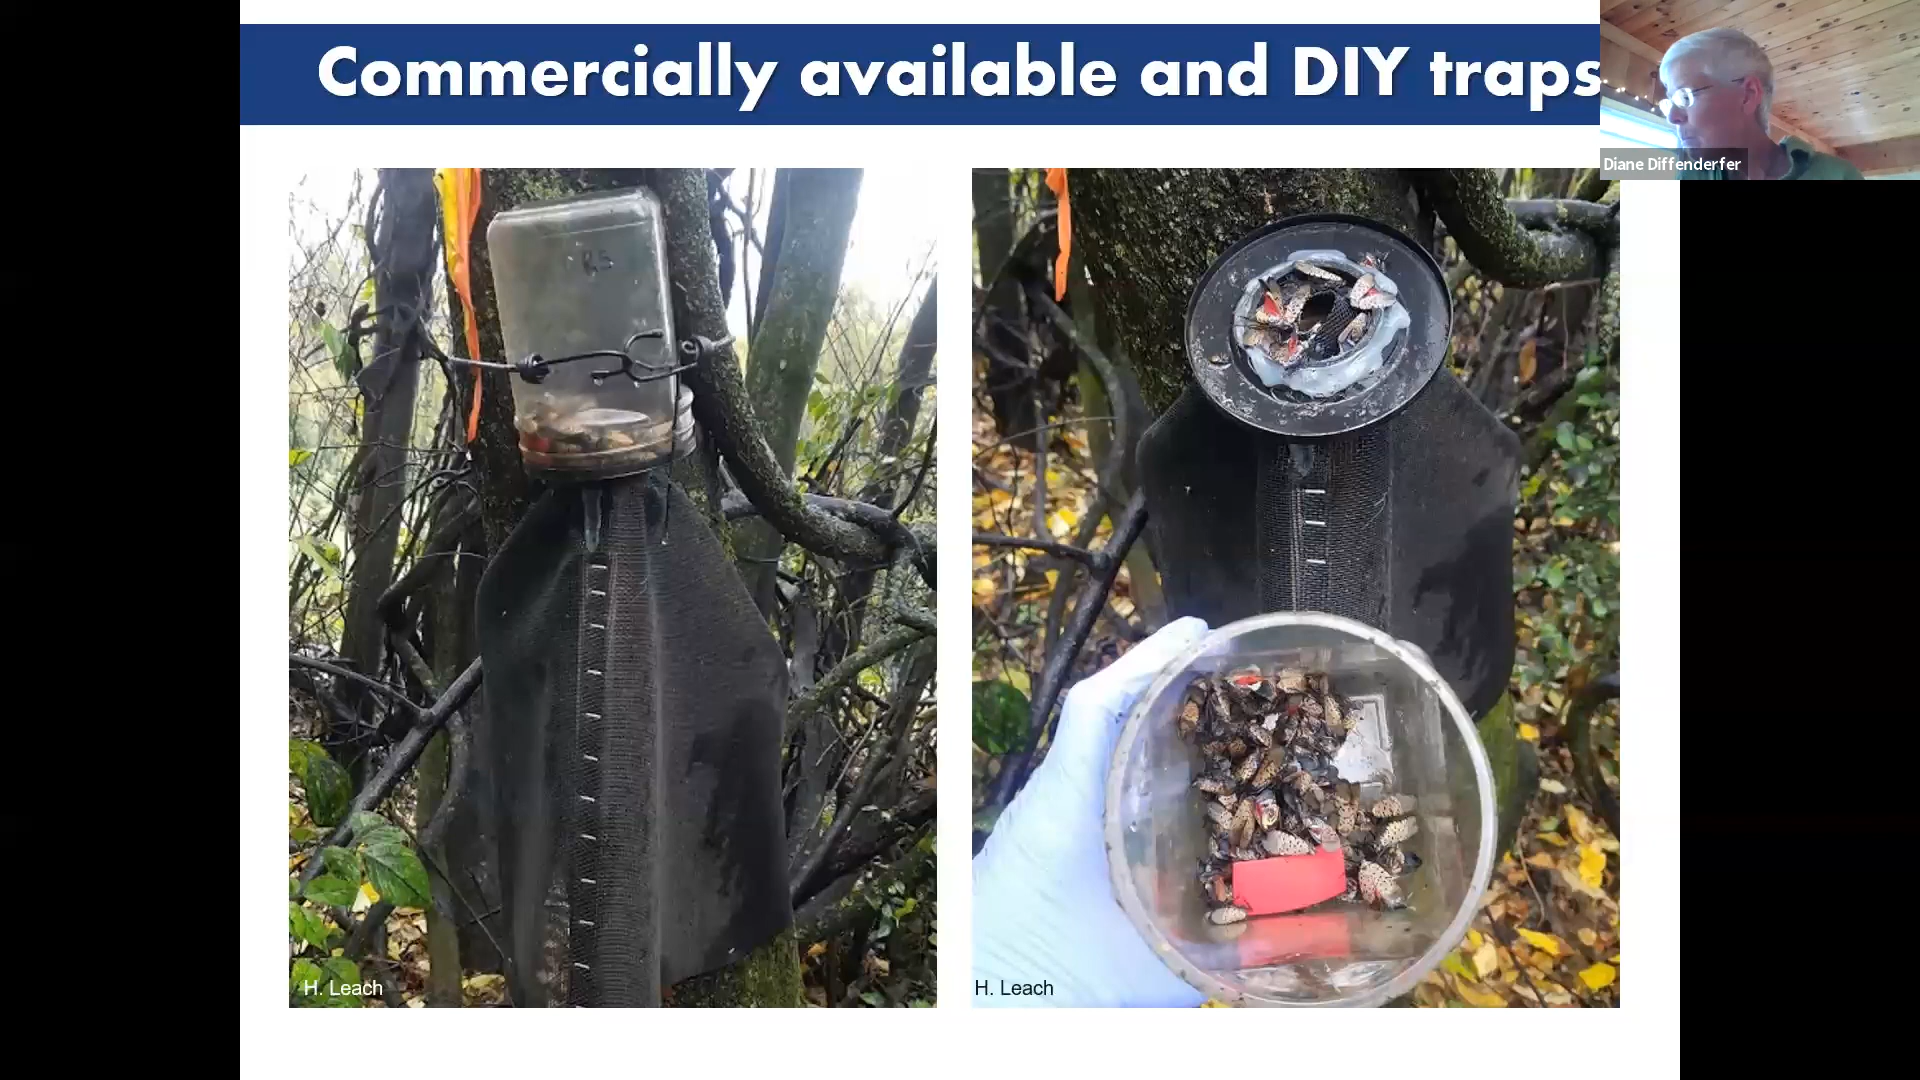 Commercially available and DIY traps
Diane Diffenderfer
H. Leach
H. Leach